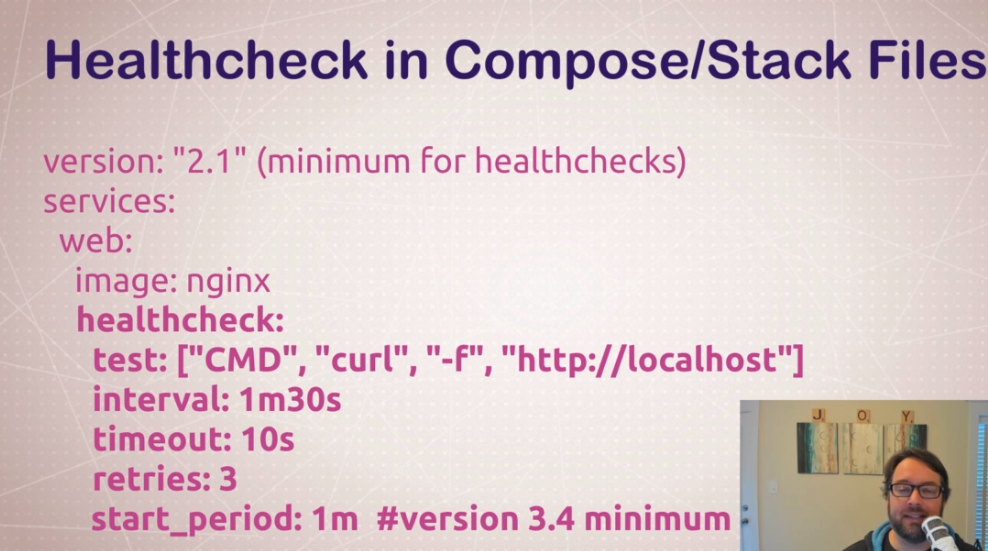 Healthcheck in Compose/Stack Files
version: "2.1" (minimum for healthchecks)
services:
web:
image: nginx
healthcheck:
test: ["CMD", "curl", "-f", "http://localhost"]
interval: 1m30s
timeout: 10s
retries: 3
start_period: 1m  #version 3.4 minimum
J O Y